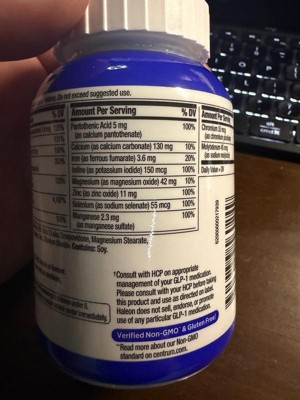 Do not exceed suggested use.
% DV
Amount Per Serving % DV
Pantothenic Acid 5 mg 100%
(as calcium pantothenate)
Calcium (as calcium carbonate) 130 mg 10%
Iron (as ferrous fumarate) 3.6 mg 20%
Iodine (as potassium iodide) 150 mcg 100%
Magnesium (as magnesium oxide) 42 mg 10%
Zinc (as zinc oxide) 11 mg 100%
Selenium (as sodium selenate) 55 mcg 100%
Manganese 2.3 mg 100%
(as manganese sulfate)
Amount Per Serving
Chromium 35 mcg
Molybdenum 45 mcg
Magnesium Stearate,
Contains: Soy.
†Consult with HCP on appropriate
management of your GLP-1 medication.
Please consult with your HCP before taking
this product and use as directed on label.
Haleon does not sell, endorse, or promote
use of any particular GLP-1 medication.
Verified Non-GMO** & Gluten Free!
**Read more about our Non-GMO
standard on centrum.com.